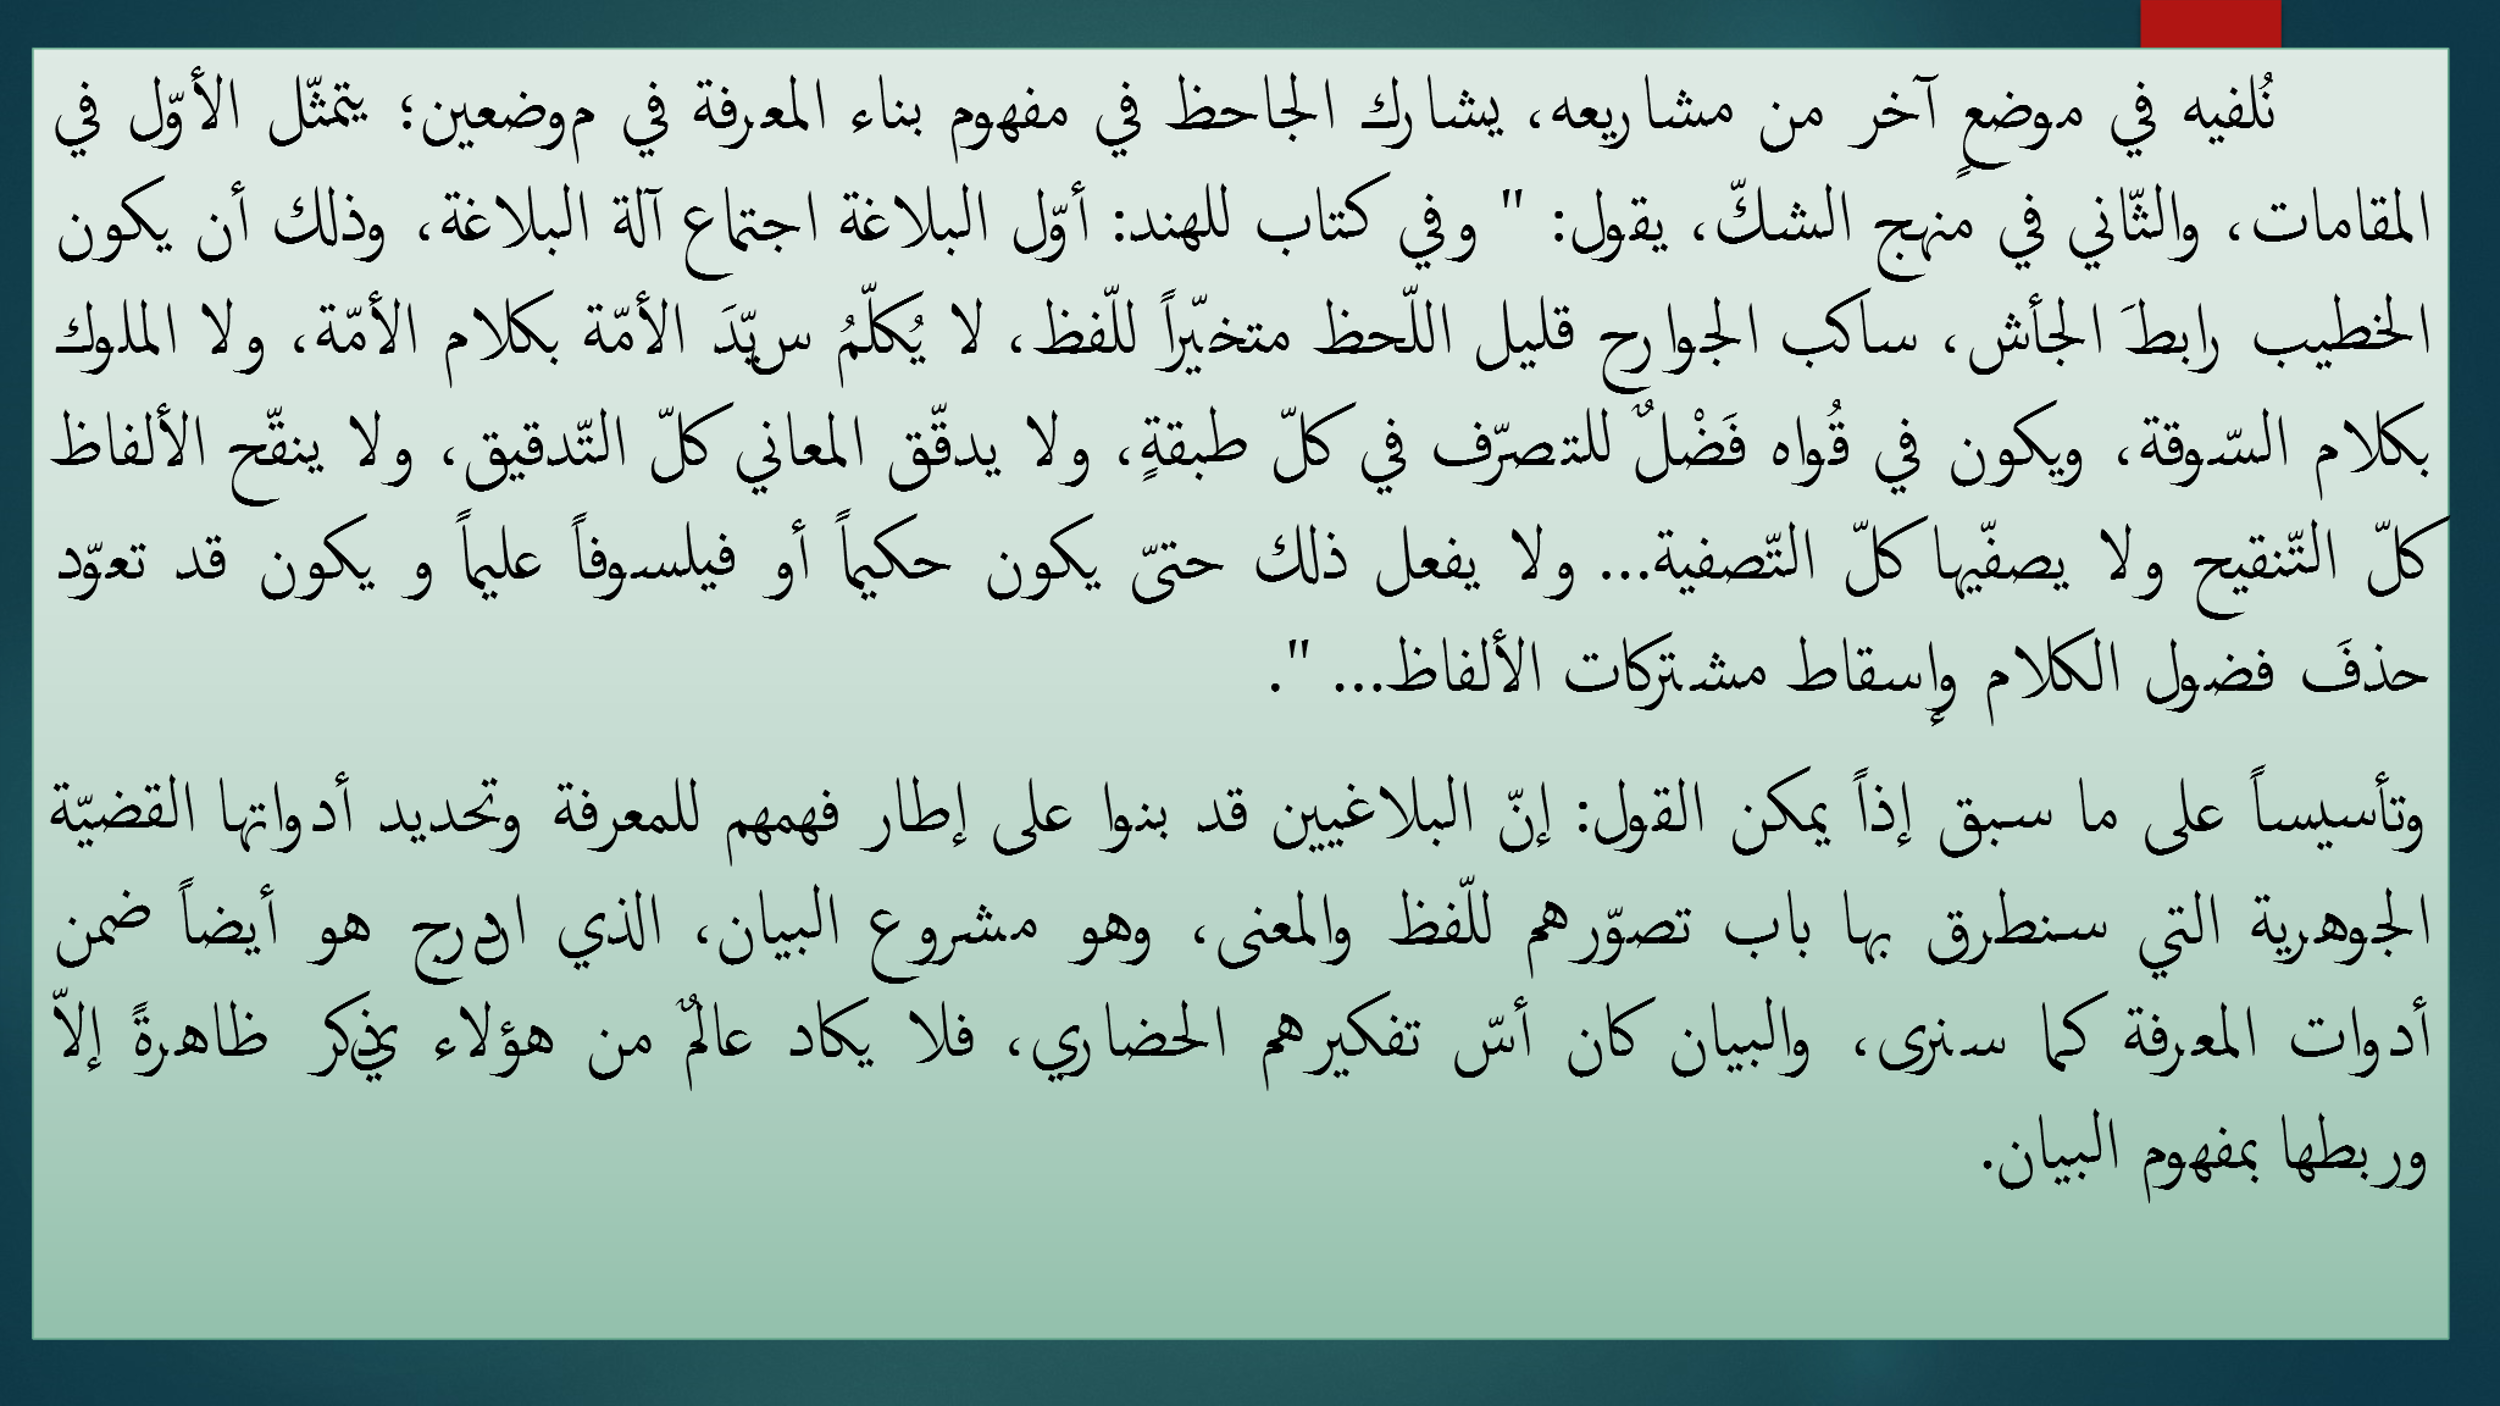 نُلفيه في موضعٍ آخر من مشاريعه، يشارك الجاحظ في مفهوم بناء المعرفة في موضعين؛ يتمثّل الأوّل في
المقامات، والثّاني في منهج الشكّ، يقول: " وفي كتاب للهند: أوّل البلاغة اجتماع آلة البلاغة، وذلك أن يكون
الخطيب رابطَ الجأش، ساكب الجوارح قليل اللّحظ متخيّراً للّفظ، لا يُكلّمُ سيّدَ الأمّة بكلام الأمّة، ولا الملوك
بكلام السّوقة، ويكون في قُواه فَضْلٌ للتصرّف في كلّ طبقةٍ، ولا يدقّق المعاني كلّ التّدقيق، ولا ينقّح الألفاظ
كلّ التّنقيح ولا يصفّيها كلّ التّصفية... ولا يفعل ذلك حتىّ يكون حكيماً أو فيلسوفاً عليماً و يكون قد تعوّد
حذفَ فضول الكلام وإسقاط مشتركات الألفاظ... " .
وتأسيساً على ما سبق إذاً يمكن القول: إنّ البلاغيين قد بنوا على إطار فهمهم للمعرفة وتحديد أدواتها القضيّة
الجوهرية التي سنطرق بها باب تصوّرهم للّفظ والمعنى، وهو مشروع البيان، الذي اندرج هو أيضاً ضمن
أدوات المعرفة كما سنرى، والبيان كان أسّ تفكيرهم الحضاري، فلا يكاد عالمٌ من هؤلاء يذكر ظاهرةً إلاّ
وربطها بمفهوم البيان.